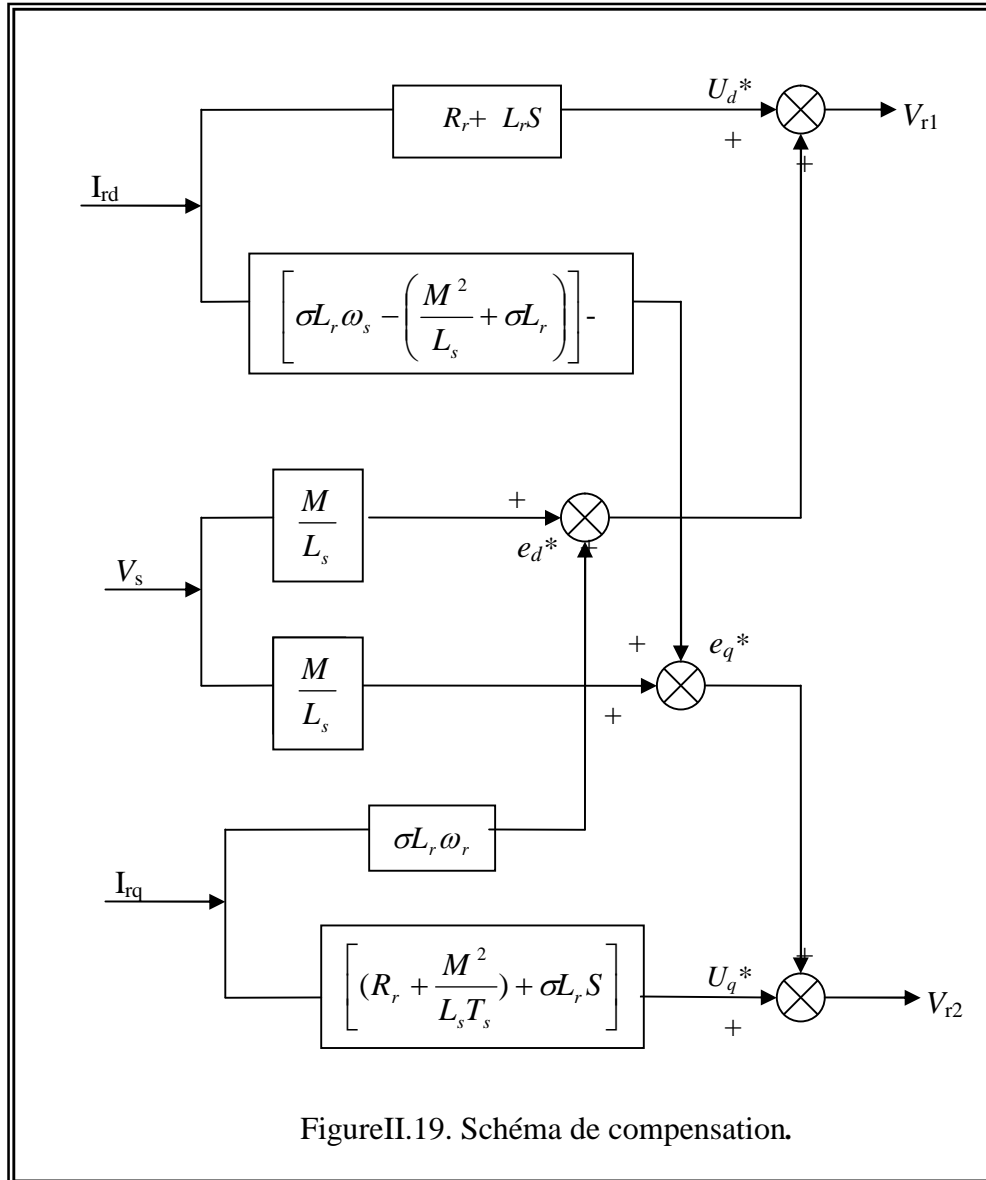 U_d*
R_r+ L_rS
+
V_r1
+
I_rd
[σL_rω_s − (M²/L_s + σL_r)] -
M/L_s
+
e_d*
+
V_s
+
e_q*
M/L_s
+
σL_rω_r
I_rq
[(R_r + M²/(L_sT_s)) + σL_rS]
+
U_q*
+
V_r2
FigureII.19. Schéma de compensation.